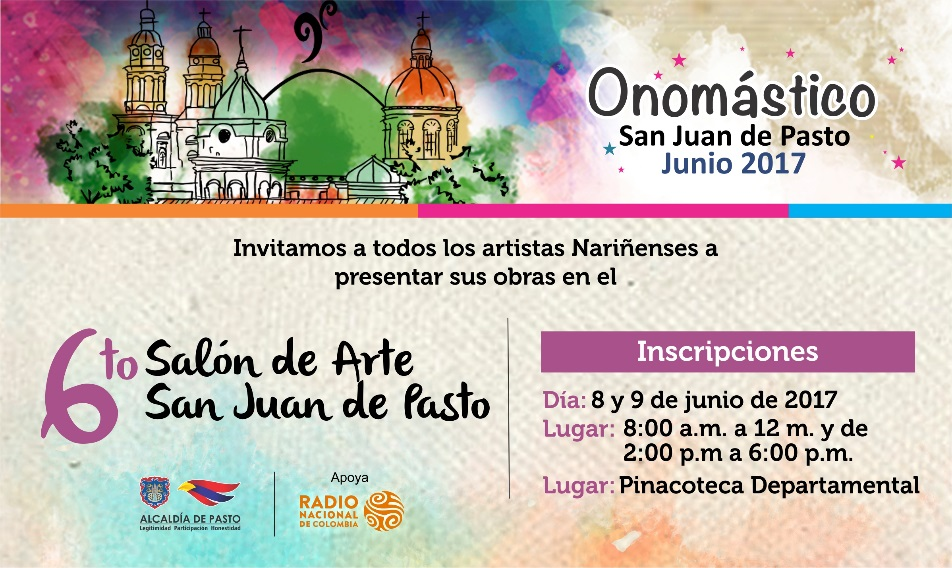 Onomástico
San Juan de Pasto
Junio 2017
Invitamos a todos los artistas Nariñenses a
presentar sus obras en el
6to Salón de Arte
San Juan de Pasto
Inscripciones
Día: 8 y 9 de junio de 2017
Lugar: 8:00 a.m. a 12 m. y de
2:00 p.m a 6:00 p.m.
Lugar: Pinacoteca Departamental
ALCALDÍA DE PASTO
Legitimidad Participación Honestidad
Apoya
RADIO
NACIONAL
DE COLOMBIA